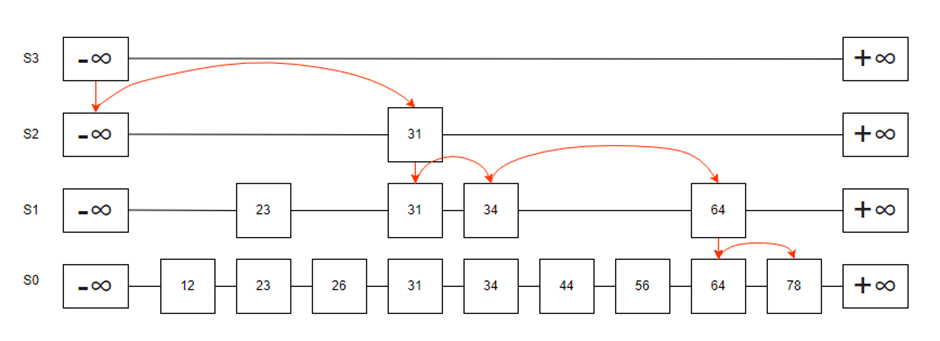 S3 -∞ +∞
S2 -∞ 31 +∞
S1 -∞ 23 31 34 64 +∞
S0 -∞ 12 23 26 31 34 44 56 64 78 +∞